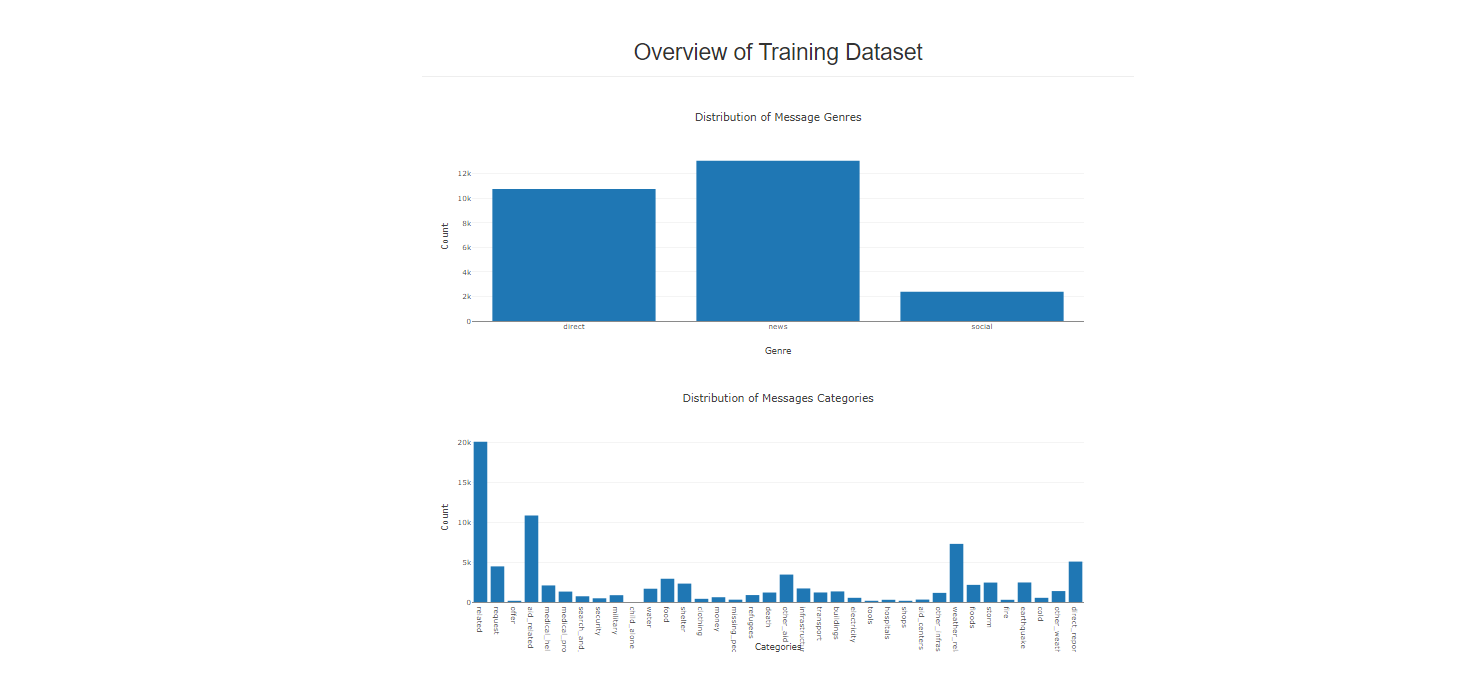 Overview of Training Dataset
Distribution of Message Genres
12k
10k
8k
6k
4k
2k
0
Count
direct
news
social
Genre
Distribution of Messages Categories
20k
15k
10k
5k
0
Count
related
request
offer
aid_related
medical_hel
medical_pro
search_and_
security
military
child_alone
water
food
shelter
clothing
money
missing_peo
refugees
death
other_aid
infrastructur
transport
buildings
electricity
tools
hospitals
shops
aid_centers
other_infras
weather_rel
floods
storm
fire
earthquake
cold
other_weath
direct_repor
Categories